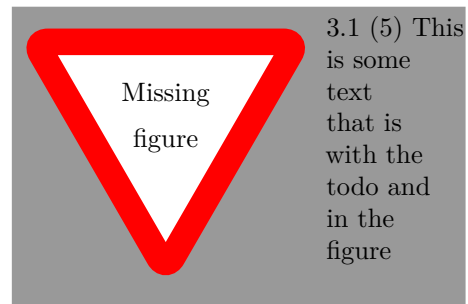 Missing
figure
3.1 (5) This
is some
text
that is
with the
todo and
in the
figure